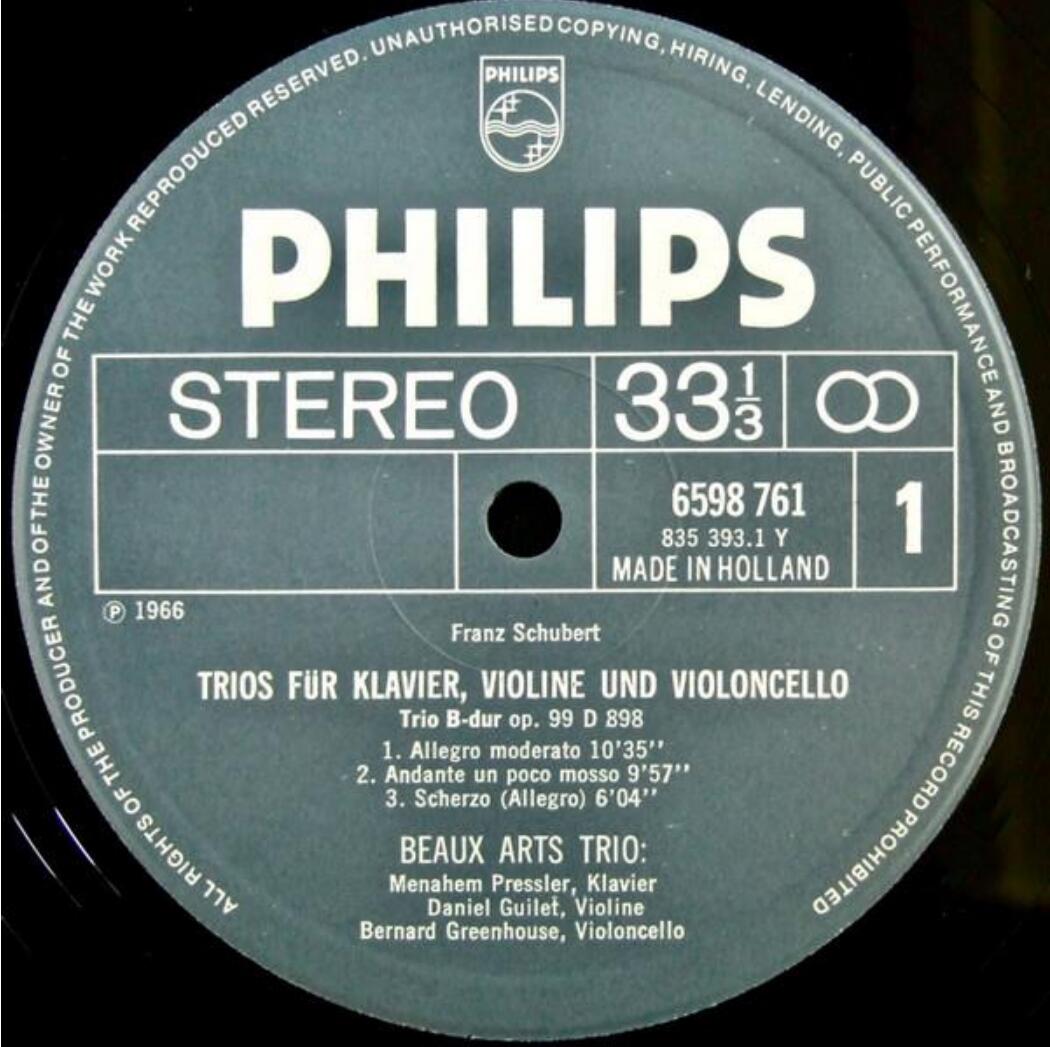 ALL RIGHTS OF THE PRODUCER AND OF THE OWNER OF THE WORK REPRODUCED RESERVED. UNAUTHORISED COPYING, HIRING, LENDING, PUBLIC PERFORMANCE AND BROADCASTING OF THIS RECORD PROHIBITED
PHILIPS
PHILIPS
STEREO 33 1/3
6598 761 1
835 393.1 Y
MADE IN HOLLAND
℗ 1966
Franz Schubert
TRIOS FÜR KLAVIER, VIOLINE UND VIOLONCELLO
Trio B-dur op. 99 D 898
1. Allegro moderato 10'35''
2. Andante un poco mosso 9'57''
3. Scherzo (Allegro) 6'04''
BEAUX ARTS TRIO:
Menahem Pressler, Klavier
Daniel Guilet, Violine
Bernard Greenhouse, Violoncello